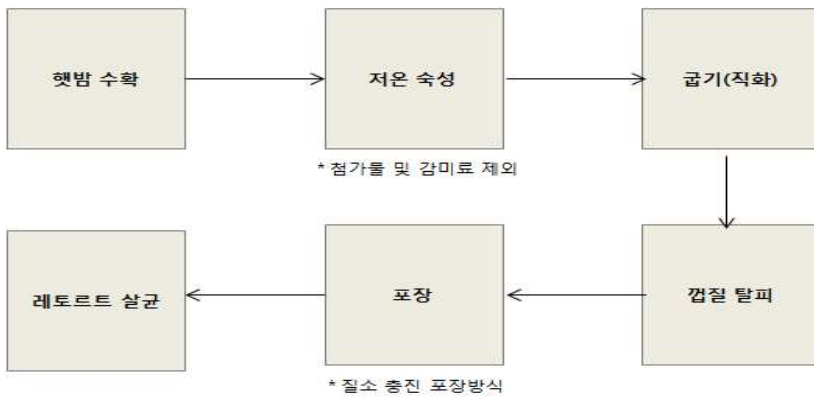 햇밤 수확
저온 숙성
굽기(직화)
* 첨가물 및 감미료 제외
껍질 탈피
포장
레토르트 살균
* 질소 충진 포장방식